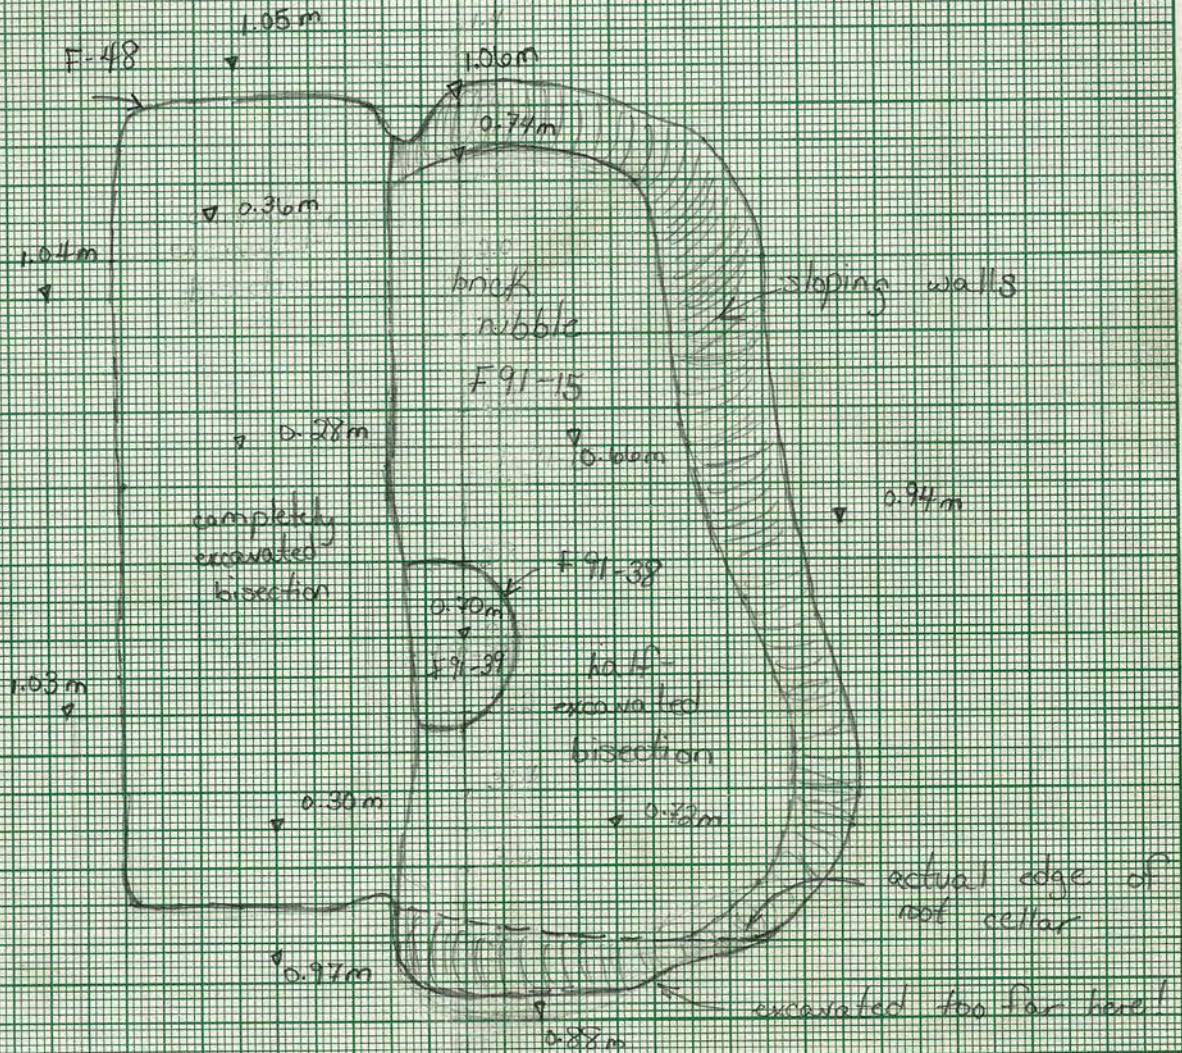 1.05m
F-48
1.06m
0.74m
0.36m
1.04m
brick
rubble
F91-15
sloping walls
0.28m
0.66m
0.94m
completely
excavated
bisection
F91-38
0.70m
F91-39
half-
excavated
bisection
1.03m
0.30m
0.72m
actual edge of
root cellar
0.97m
excavated too far here!
0.88m